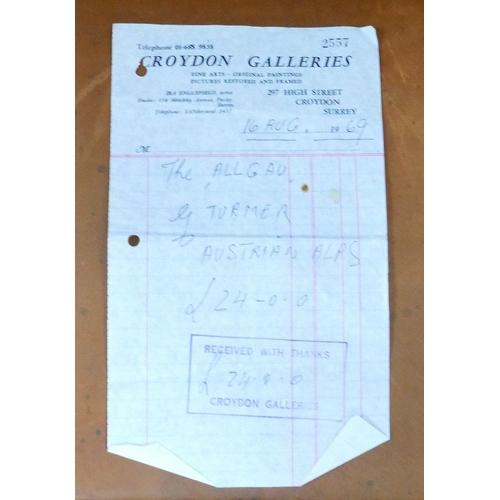 Telephone 01-688 9838
2557
CROYDON GALLERIES
FINE ARTS - ORIGINAL PAINTINGS
PICTURES RESTORED AND FRAMED
297 HIGH STREET
CROYDON
SURREY
16 AUG. 1969
M
The ALLGAU
by TURMER
AUSTRIAN ALPS
£ 24-0-0
RECEIVED WITH THANKS
£ 24-0-0
CROYDON GALLERIES